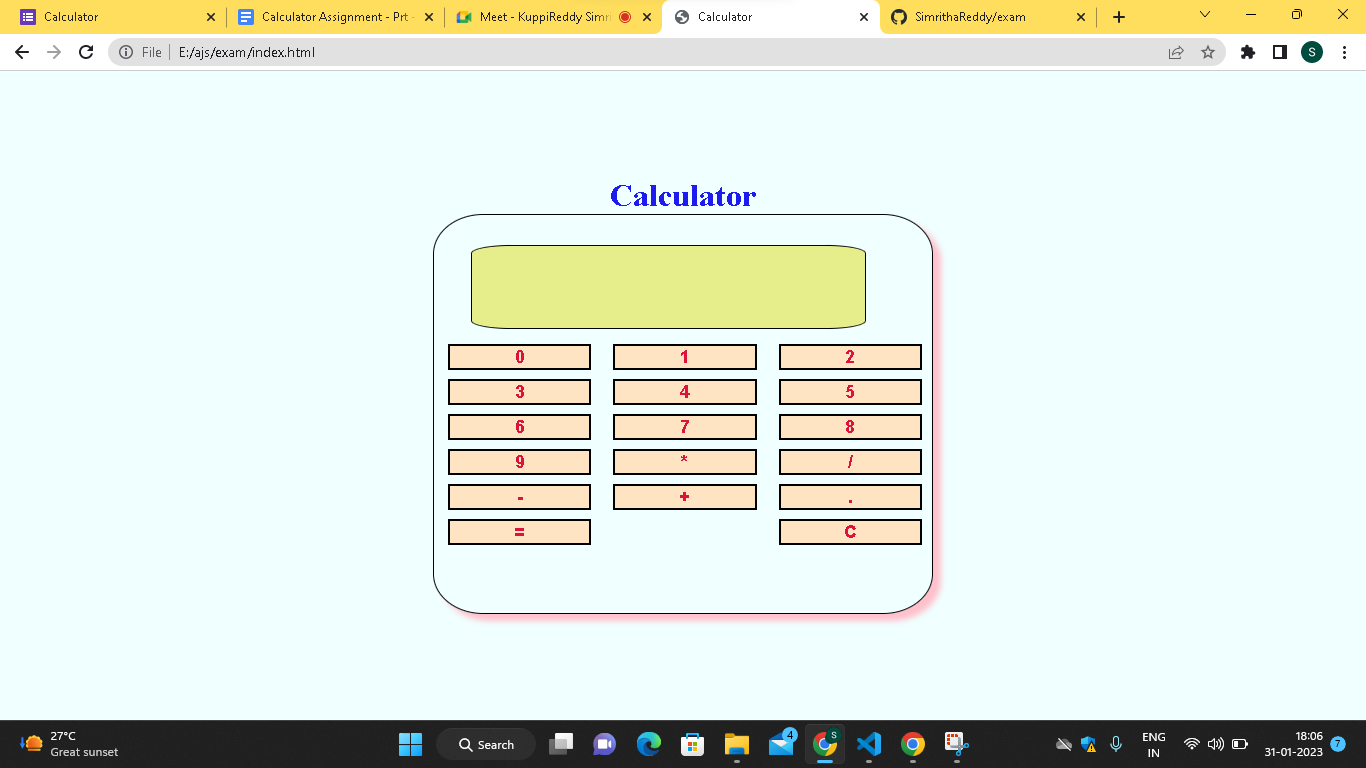 Calculator
Calculator Assignment - Prt -
Meet - KuppiReddy Simri
Calculator
SimrithaReddy/exam
File
E:/ajs/exam/index.html
S
Calculator
0 1 2
3 4 5
6 7 8
9 * /
- + .
= C
27°C
Great sunset
Search
4
S
ENG
IN
18:06
31-01-2023
7